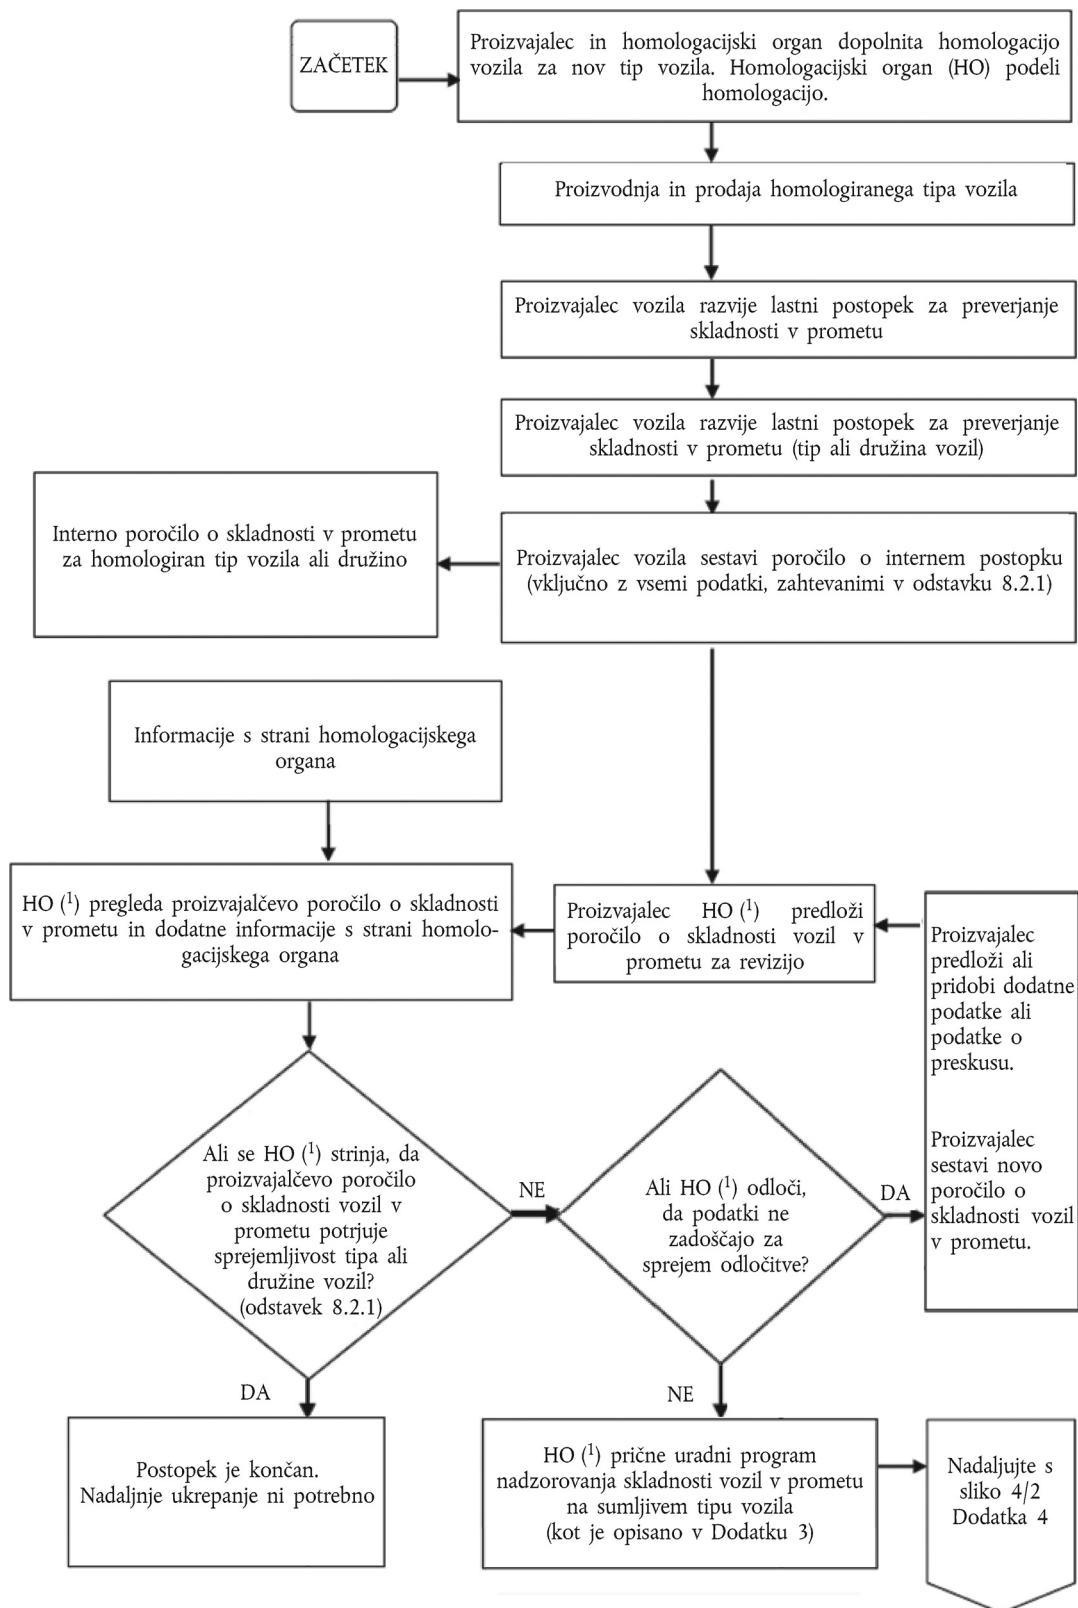 ZAČETEK
Proizvajalec in homologacijski organ dopolnita homologacijo
vozila za nov tip vozila. Homologacijski organ (HO) podeli
homologacijo.
Proizvodnja in prodaja homologiranega tipa vozila
Proizvajalec vozila razvije lastni postopek za preverjanje
skladnosti v prometu
Proizvajalec vozila razvije lastni postopek za preverjanje
skladnosti v prometu (tip ali družina vozil)
Interno poročilo o skladnosti v prometu
za homologiran tip vozila ali družino
Proizvajalec vozila sestavi poročilo o internem postopku
(vključno z vsemi podatki, zahtevanimi v odstavku 8.2.1)
Informacije s strani homologacijskega
organa
HO (1) pregleda proizvajalčevo poročilo o skladnosti
v prometu in dodatne informacije s strani homolo-
gacijskega organa
Proizvajalec HO (1) predloži
poročilo o skladnosti vozil v
prometu za revizijo
Proizvajalec
predloži ali
pridobi dodatne
podatke ali
podatke o
preskusu.
Proizvajalec
sestavi novo
poročilo o
skladnosti vozil
v prometu.
Ali se HO (1) strinja, da
proizvajalčevo poročilo
o skladnosti vozil v
prometu potrjuje
sprejemljivost tipa ali
družine vozil?
(odstavek 8.2.1)
NE
Ali HO (1) odloči,
da podatki ne
zadoščajo za
sprejem odločitve?
DA
DA
NE
Postopek je končan.
Nadaljnje ukrepanje ni potrebno
HO (1) prične uradni program
nadzorovanja skladnosti vozil v prometu
na sumljivem tipu vozila
(kot je opisano v Dodatku 3)
Nadaljujte s
sliko 4/2
Dodatka 4